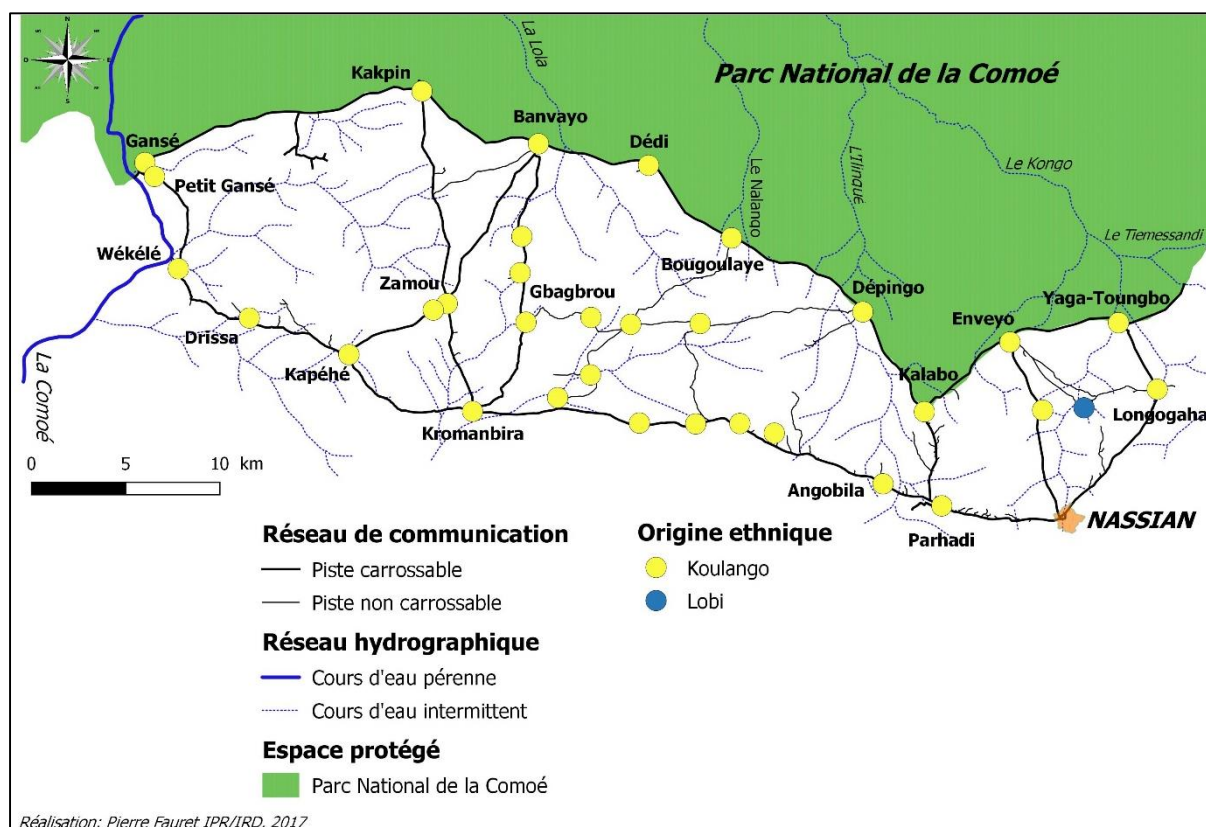 N
O
E
S
La Lola
Parc National de la Comoé
Kakpin
Banvayo
Gansé
Dédi
Le Nalanqo
L'Ilinque
Le Kongo
Petit Gansé
Le Tiemessandi
Wékélé
Bougoulaye
Zamou
Gbagbrou
Dépingo
Yaga-Toungbo
Drissa
Enveyo
La Comoé
Kapéhé
Kalabo
Longogaha
Kromanbira
0 5 10 km
Angobila
Parhadi
NASSIAN
Réseau de communication
Piste carrossable
Piste non carrossable
Réseau hydrographique
Cours d'eau pérenne
Cours d'eau intermittent
Espace protégé
Parc National de la Comoé
Origine ethnique
Koulango
Lobi
Réalisation: Pierre Fauret IPR/IRD, 2017